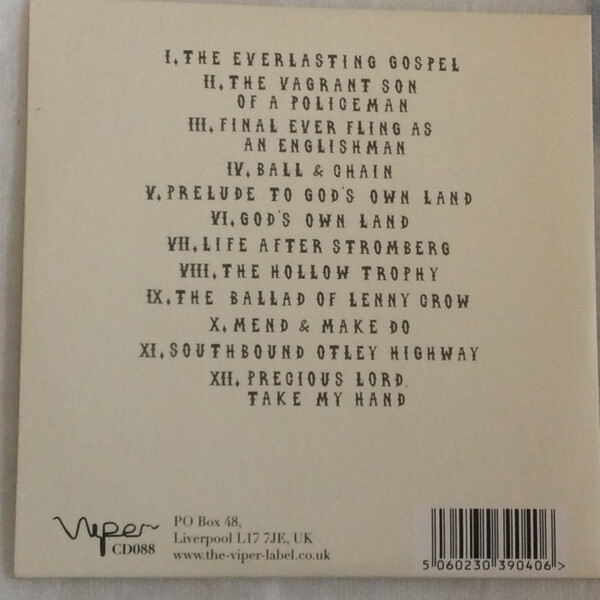 I. THE EVERLASTING GOSPEL
II. THE VAGRANT SON
OF A POLICEMAN
III. FINAL EVER FLING AS
AN ENGLISHMAN
IV. BALL & CHAIN
V. PRELUDE TO GOD'S OWN LAND
VI. GOD'S OWN LAND
VII. LIFE AFTER STROMBERG
VIII. THE HOLLOW TROPHY
IX. THE BALLAD OF LENNY CROW
X. MEND & MAKE DO
XI. SOUTHBOUND OTLEY HIGHWAY
XII. PRECIOUS LORD,
TAKE MY HAND
Viper
CD088
PO Box 48,
Liverpool L17 7JE, UK
www.the-viper-label.co.uk
5 060230 390406 >